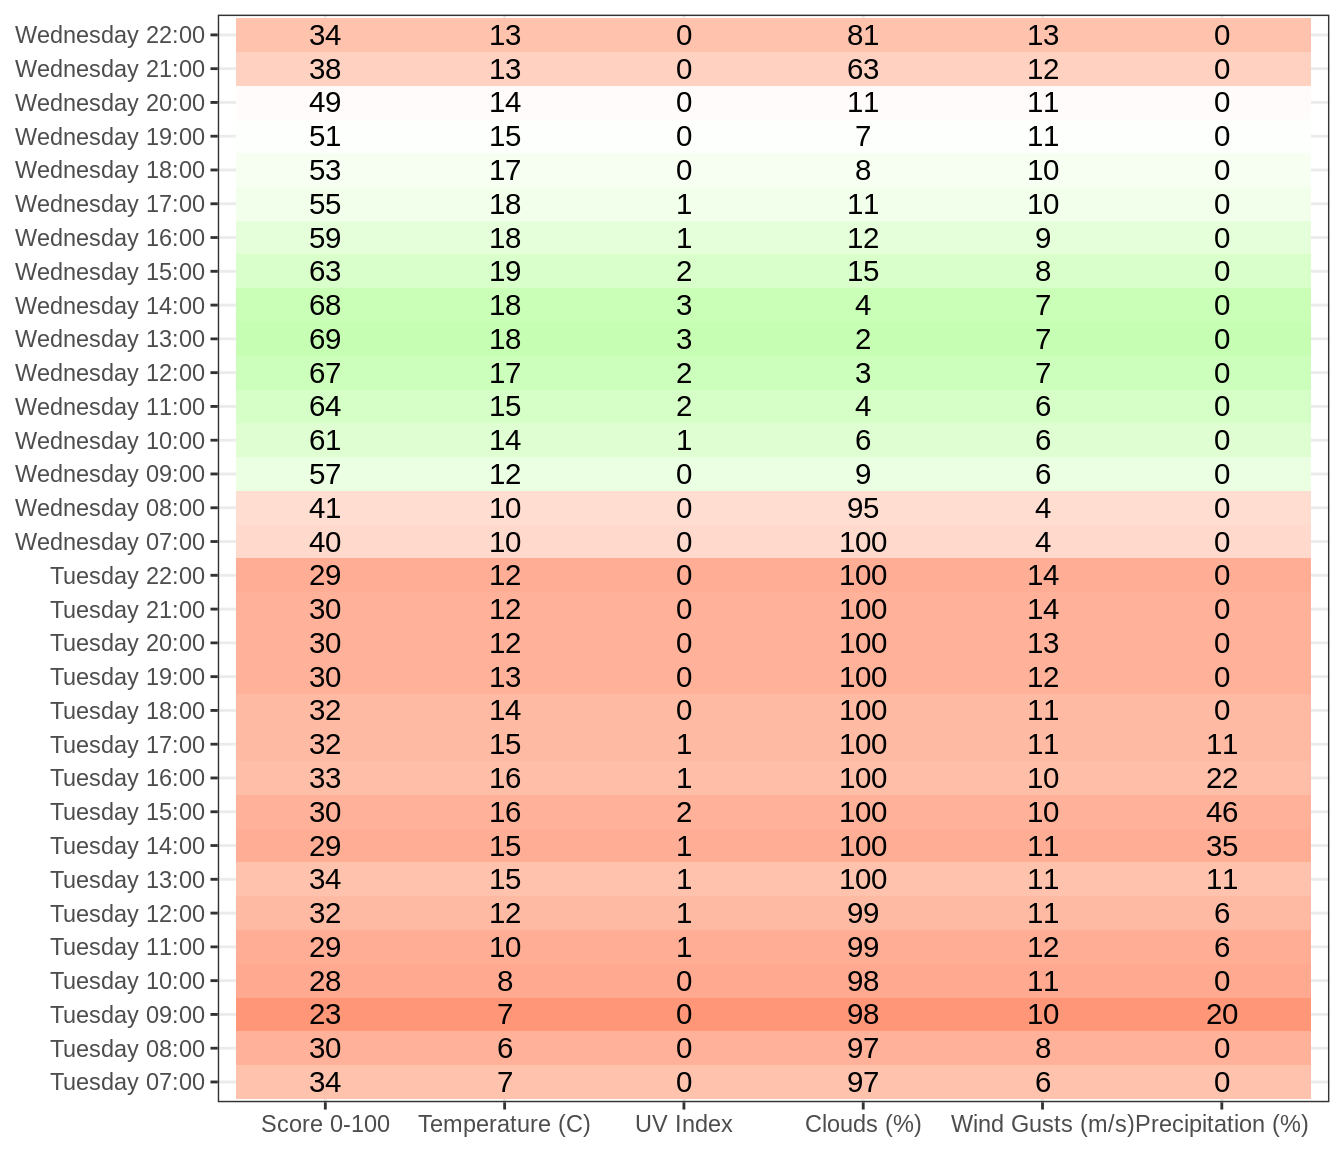 Wednesday 22:00 34 13 0 81 13 0
Wednesday 21:00 38 13 0 63 12 0
Wednesday 20:00 49 14 0 11 11 0
Wednesday 19:00 51 15 0 7 11 0
Wednesday 18:00 53 17 0 8 10 0
Wednesday 17:00 55 18 1 11 10 0
Wednesday 16:00 59 18 1 12 9 0
Wednesday 15:00 63 19 2 15 8 0
Wednesday 14:00 68 18 3 4 7 0
Wednesday 13:00 69 18 3 2 7 0
Wednesday 12:00 67 17 2 3 7 0
Wednesday 11:00 64 15 2 4 6 0
Wednesday 10:00 61 14 1 6 6 0
Wednesday 09:00 57 12 0 9 6 0
Wednesday 08:00 41 10 0 95 4 0
Wednesday 07:00 40 10 0 100 4 0
Tuesday 22:00 29 12 0 100 14 0
Tuesday 21:00 30 12 0 100 14 0
Tuesday 20:00 30 12 0 100 13 0
Tuesday 19:00 30 13 0 100 12 0
Tuesday 18:00 32 14 0 100 11 0
Tuesday 17:00 32 15 1 100 11 11
Tuesday 16:00 33 16 1 100 10 22
Tuesday 15:00 30 16 2 100 10 46
Tuesday 14:00 29 15 1 100 11 35
Tuesday 13:00 34 15 1 100 11 11
Tuesday 12:00 32 12 1 99 11 6
Tuesday 11:00 29 10 1 99 12 6
Tuesday 10:00 28 8 0 98 11 0
Tuesday 09:00 23 7 0 98 10 20
Tuesday 08:00 30 6 0 97 8 0
Tuesday 07:00 34 7 0 97 6 0
Score 0-100 Temperature (C) UV Index Clouds (%) Wind Gusts (m/s) Precipitation (%)